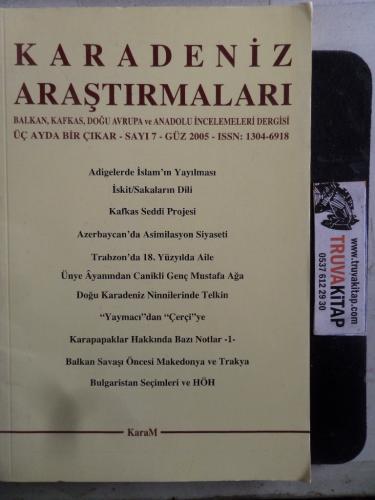 KARADENİZ
ARAŞTIRMALARI
BALKAN, KAFKAS, DOĞU AVRUPA ve ANADOLU İNCELEMELERİ DERGİSİ
ÜÇ AYDA BİR ÇIKAR - SAYI 7 - GÜZ 2005 - ISSN: 1304-6918
Adigelerde İslam'ın Yayılması
İskit/Sakaların Dili
Kafkas Seddi Projesi
Azerbaycan'da Asimilasyon Siyaseti
Trabzon'da 18. Yüzyılda Aile
Ünye Âyanından Canikli Genç Mustafa Ağa
Doğu Karadeniz Ninnilerinde Telkin
"Yaymacı"dan "Çerçi"ye
Karapapaklar Hakkında Bazı Notlar -1-
Balkan Savaşı Öncesi Makedonya ve Trakya
Bulgaristan Seçimleri ve HÖH
KaraM
www.truvakitap.com
TRUVAKİTAP
0537 612 29 30